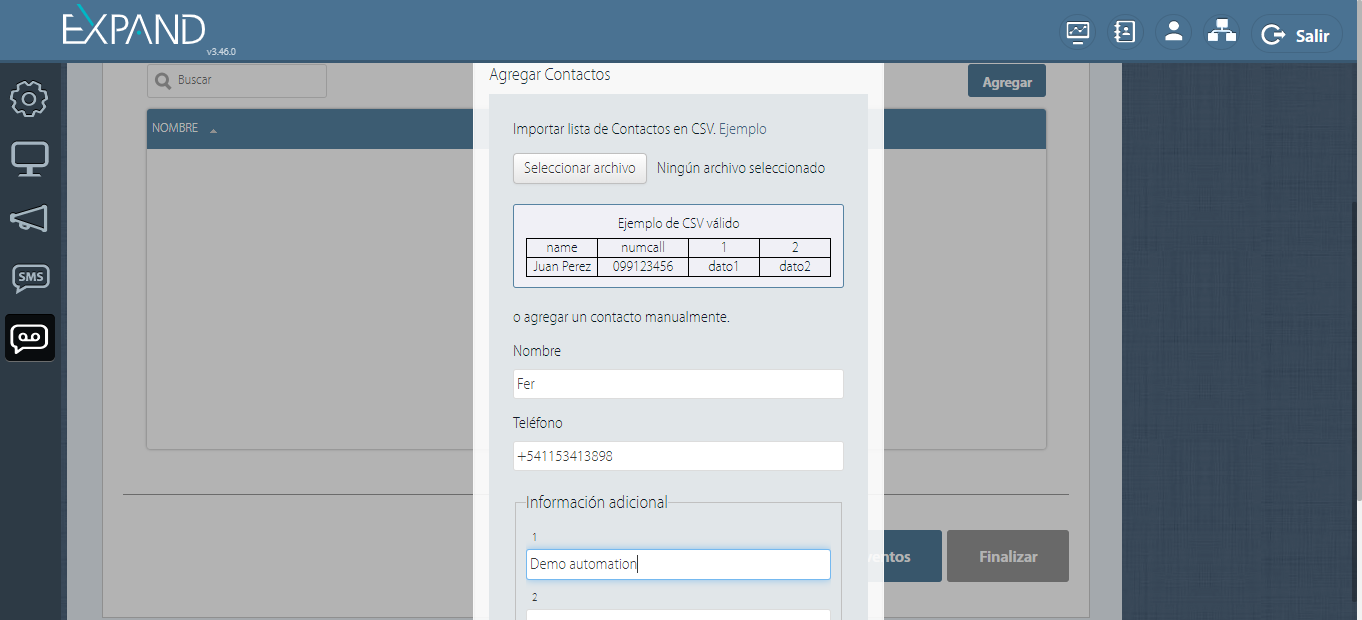 EXPAND
v3.46.0
Salir
SMS
Buscar
Agregar
NOMBRE
Agregar Contactos
Importar lista de Contactos en CSV. Ejemplo
Seleccionar archivo Ningún archivo seleccionado
Ejemplo de CSV válido
name numcall 1 2
Juan Perez 099123456 dato1 dato2
o agregar un contacto manualmente.
Nombre
Fer
Teléfono
+541153413898
Información adicional
1
Demo automation
2
Finalizar